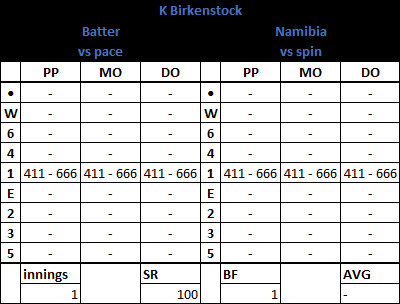 K Birkenstock
Batter Namibia
vs pace vs spin
PP MO DO PP MO DO
• - - - • - - -
W - - - W - - -
6 - - - 6 - - -
4 - - - 4 - - -
1 411 - 666 411 - 666 411 - 666 1 411 - 666 411 - 666 411 - 666
E - - - E - - -
2 - - - 2 - - -
3 - - - 3 - - -
5 - - - 5 - - -
innings SR BF AVG
1 100 1 -